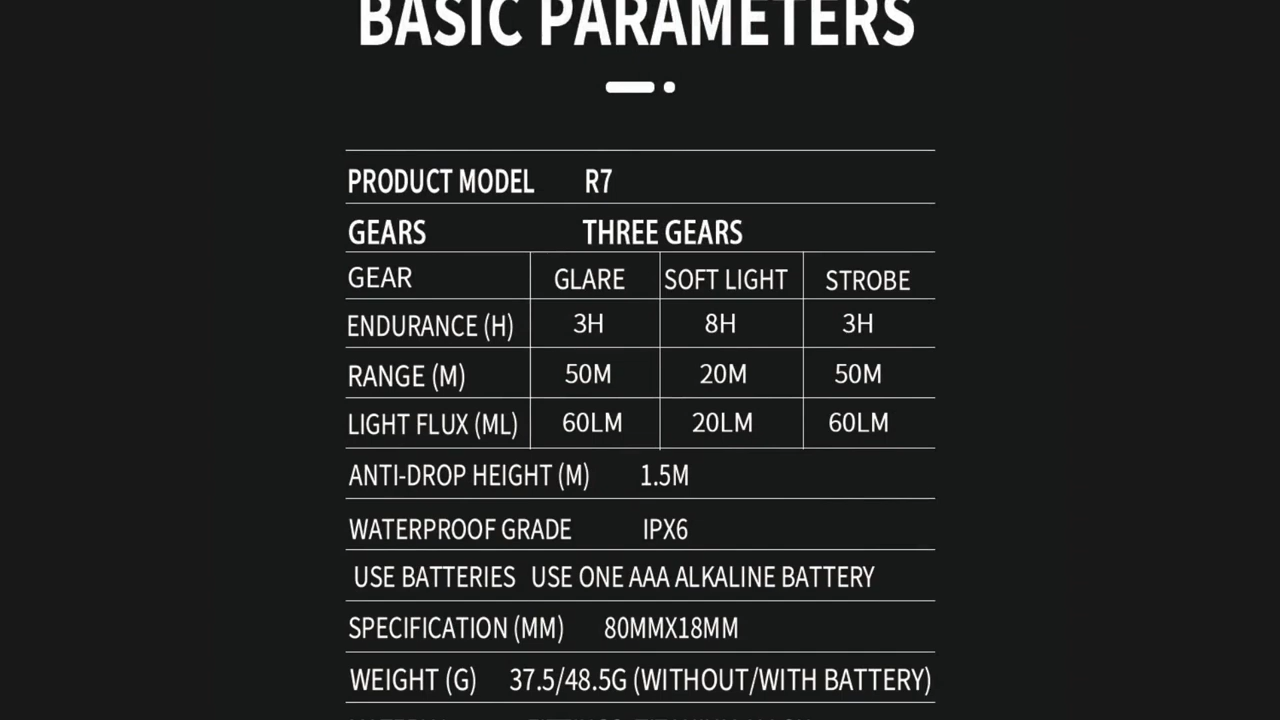 BASIC PARAMETERS
PRODUCT MODEL R7
GEARS THREE GEARS
GEAR GLARE SOFT LIGHT STROBE
ENDURANCE (H) 3H 8H 3H
RANGE (M) 50M 20M 50M
LIGHT FLUX (ML) 60LM 20LM 60LM
ANTI-DROP HEIGHT (M) 1.5M
WATERPROOF GRADE IPX6
USE BATTERIES USE ONE AAA ALKALINE BATTERY
SPECIFICATION (MM) 80MMX18MM
WEIGHT (G) 37.5/48.5G (WITHOUT/WITH BATTERY)